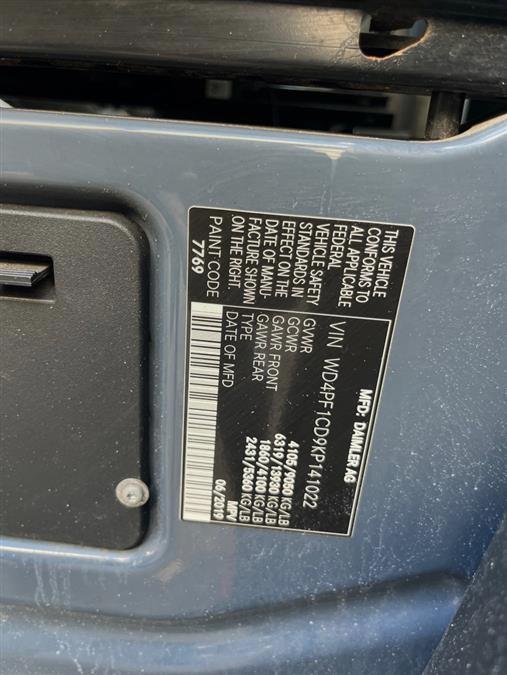 MFD: DAIMLER AG
VIN WD4PF1CD9KP141022
GVWR 4105/9050 KG/LB
GCWR 6319/13930 KG/LB
GAWR FRONT 1860/4100 KG/LB
GAWR REAR 2431/5360 KG/LB
TYPE MPV
DATE OF MFD 06/2019
THIS VEHICLE
CONFORMS TO
ALL APPLICABLE
FEDERAL
VEHICLE SAFETY
STANDARDS IN
EFFECT ON THE
DATE OF MANU-
FACTURE SHOWN
ON THE RIGHT.
PAINT CODE
7769